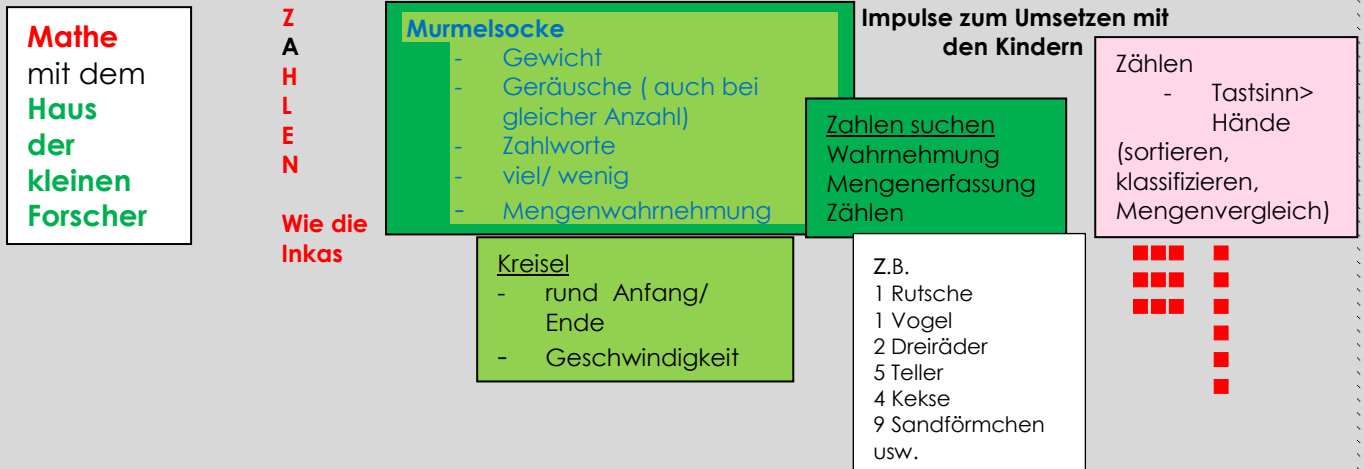 Mathe
mit dem
Haus
der
kleinen
Forscher
Z
A
H
L
E
N
Wie die
Inkas
Murmelsocke
- Gewicht
- Geräusche ( auch bei
gleicher Anzahl)
- Zahlworte
- viel/ wenig
- Mengenwahrnehmung
Impulse zum Umsetzen mit
den Kindern
Zahlen suchen
Wahrnehmung
Mengenerfassung
Zählen
Zählen
- Tastsinn>
Hände
(sortieren,
klassifizieren,
Mengenvergleich)
Kreisel
- rund Anfang/
Ende
- Geschwindigkeit
Z.B.
1 Rutsche
1 Vogel
2 Dreiräder
5 Teller
4 Kekse
9 Sandförmchen
usw.